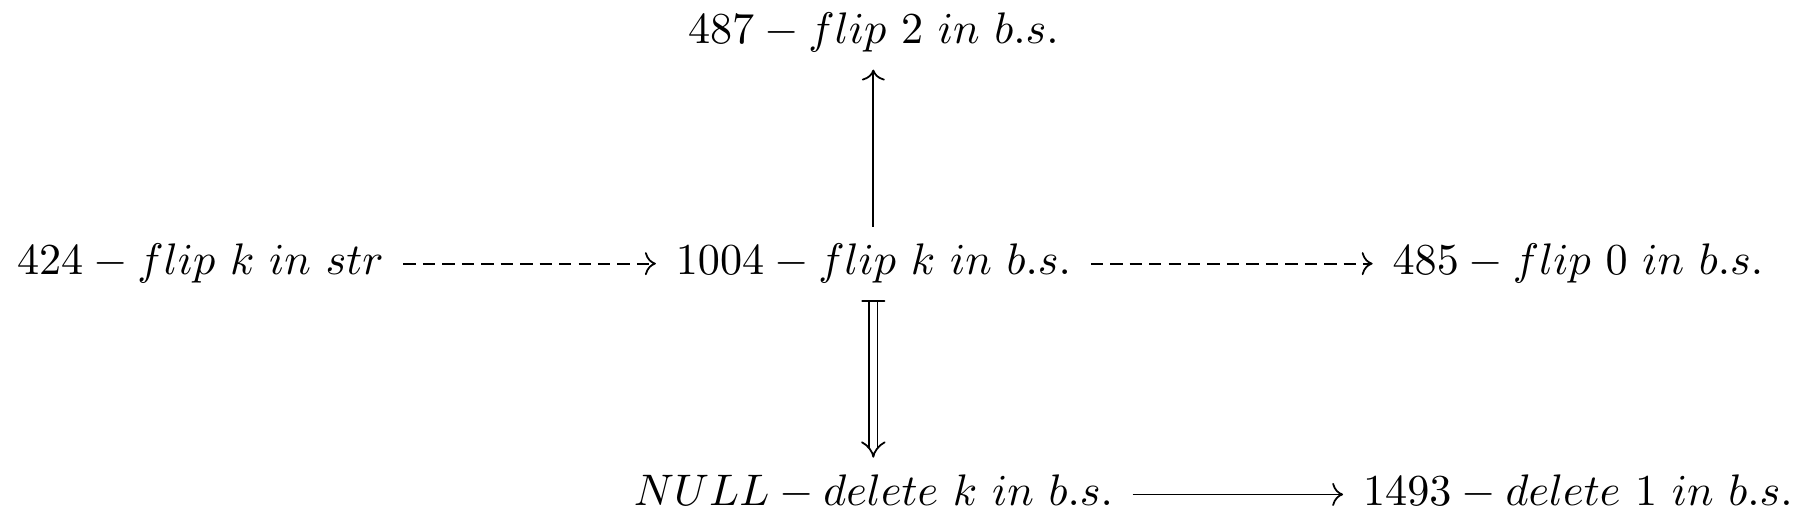 487 − flip 2 in b.s.
424 − flip k in str 1004 − flip k in b.s. 485 − flip 0 in b.s.
NULL − delete k in b.s. 1493 − delete 1 in b.s.